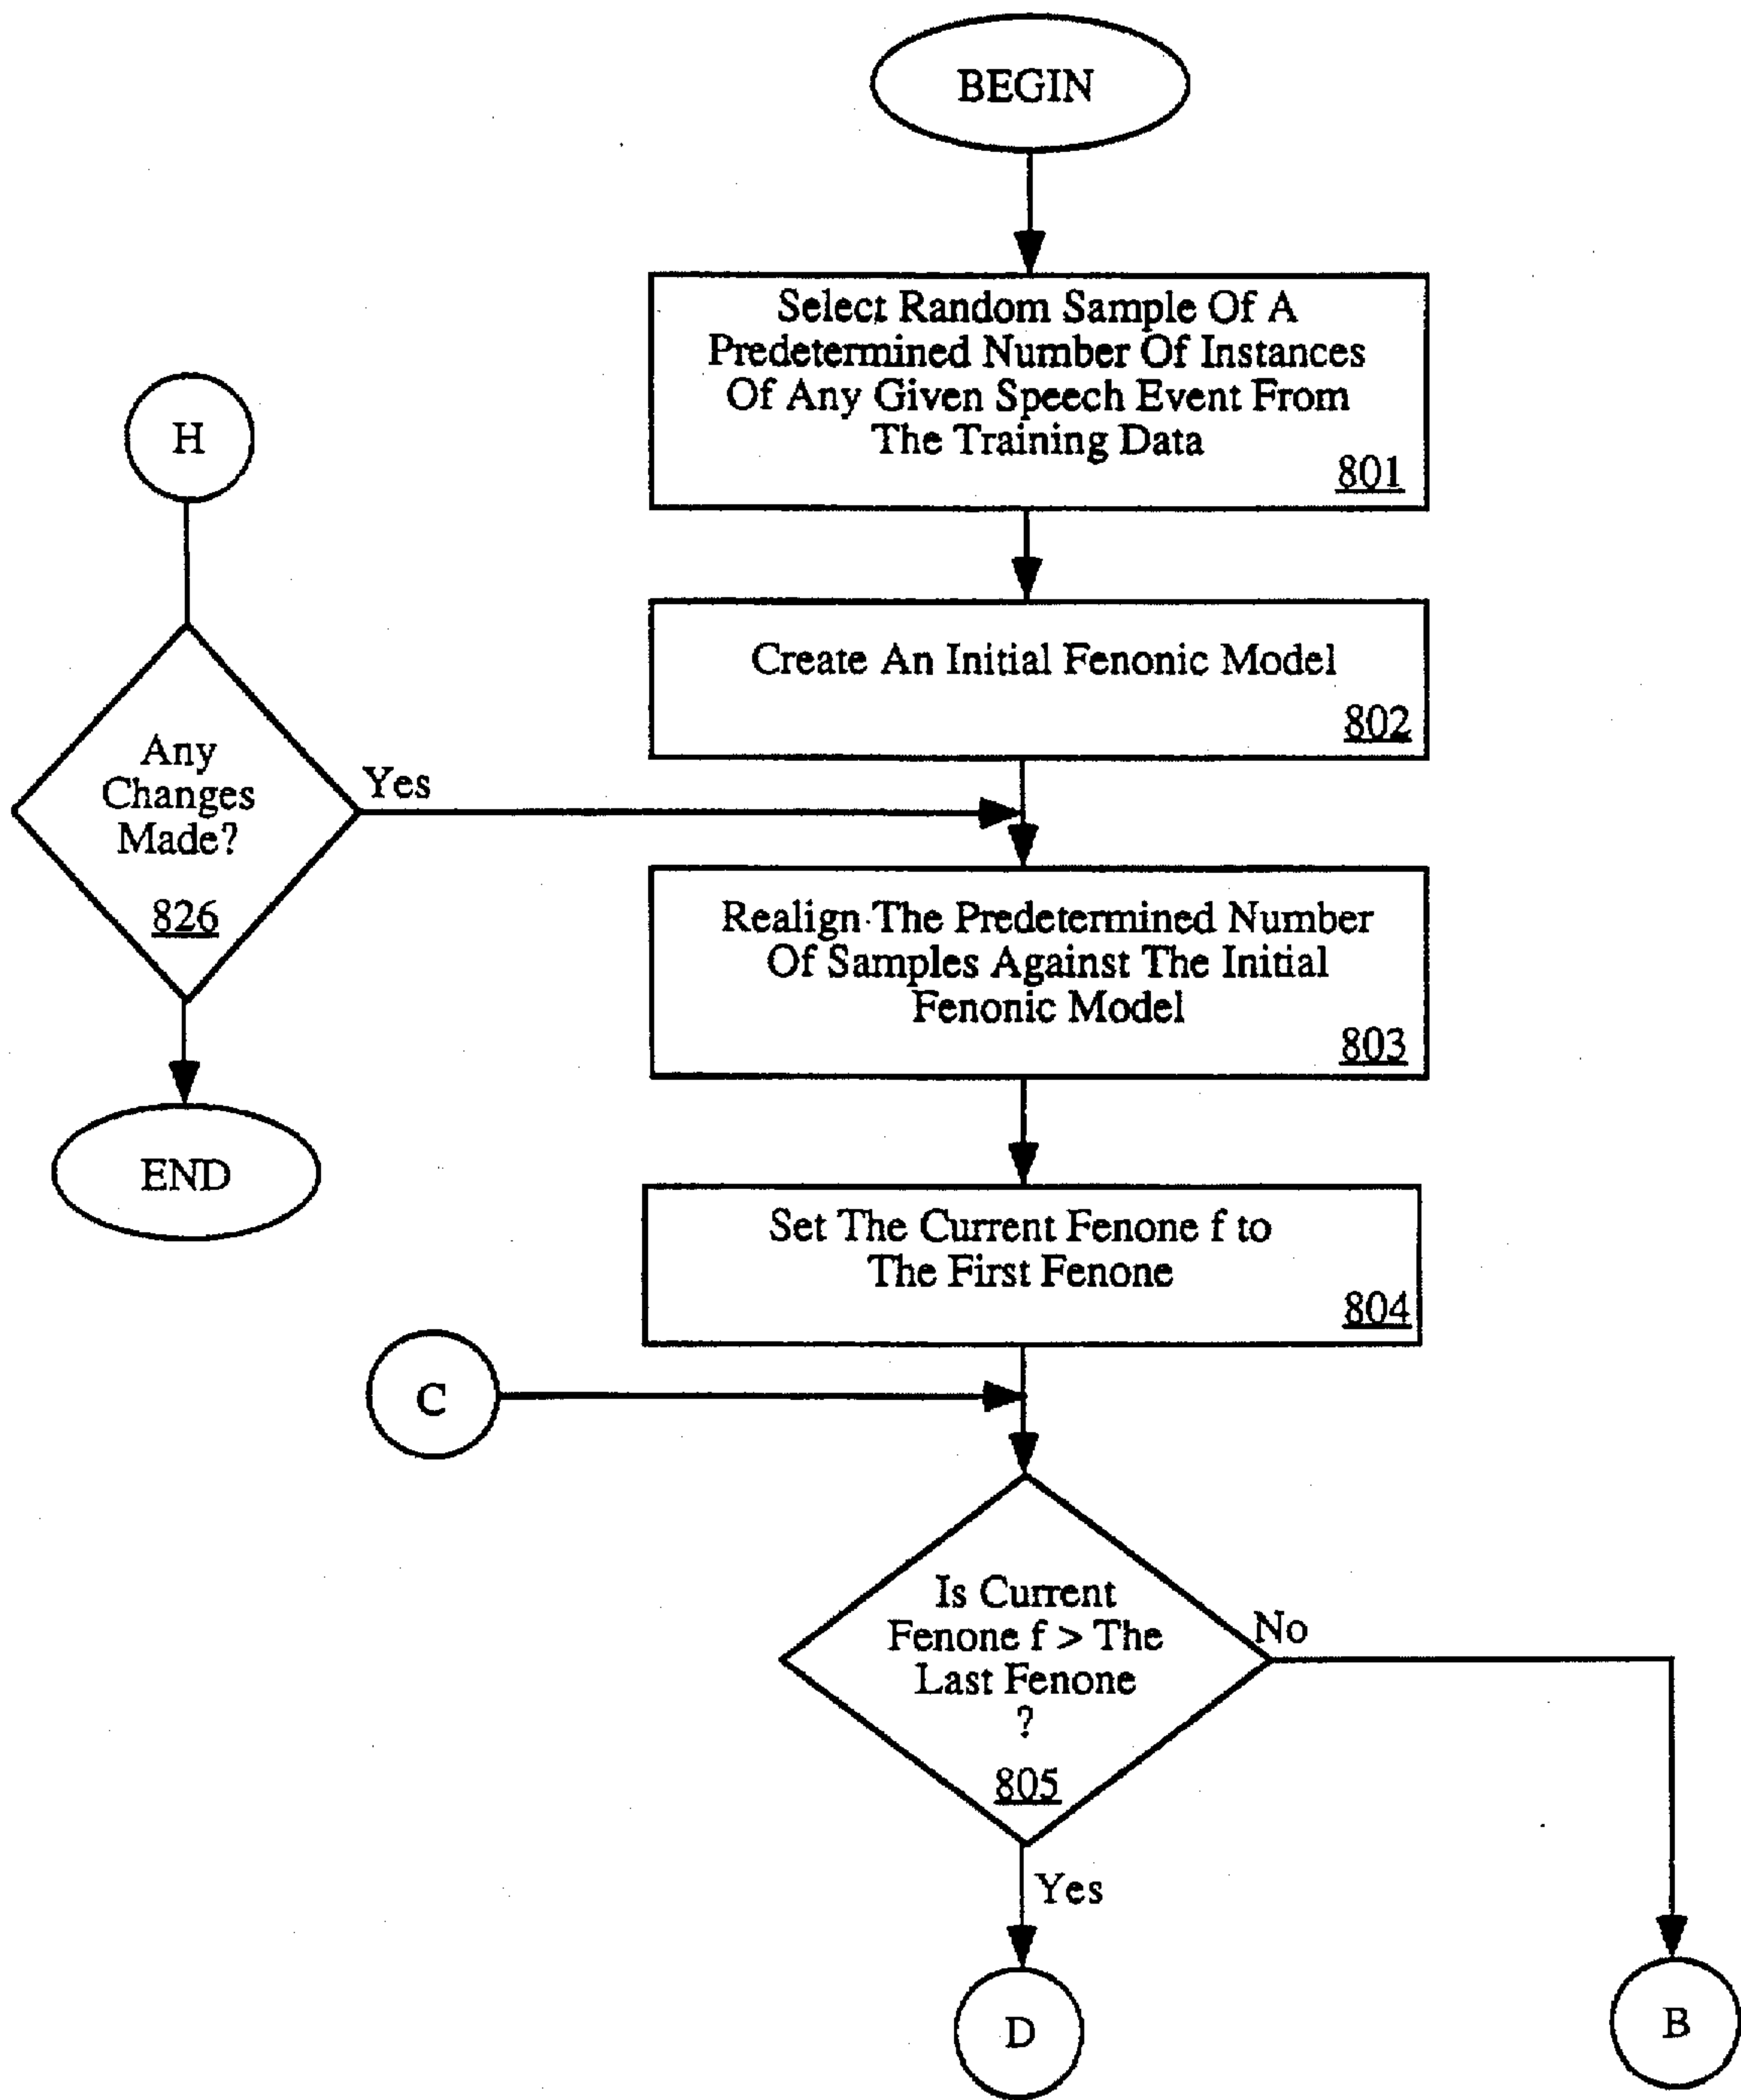 BEGIN
Select Random Sample Of A
Predetermined Number Of Instances
Of Any Given Speech Event From
The Training Data
801
H
Create An Initial Fenonic Model
802
Any
Changes
Made?
826
Yes
Realign The Predetermined Number
Of Samples Against The Initial
Fenonic Model
803
END
Set The Current Fenone f to
The First Fenone
804
C
Is Current
Fenone f > The
Last Fenone
?
805
No
Yes
D
B